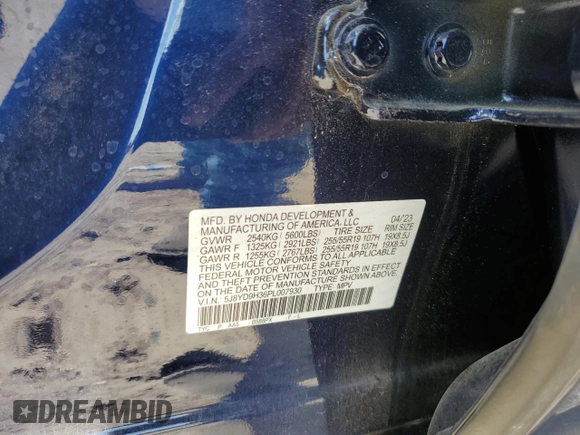 MFD. BY HONDA DEVELOPMENT &
MANUFACTURING OF AMERICA, LLC 04/23
GVWR 2540KG( 5600LBS) TIRE SIZE RIM SIZE
GAWR F 1325KG( 2921LBS) 255/55R19 107H 19X8.5J
GAWR R 1255KG( 2767LBS) 255/55R19 107H 19X8.5J
THIS VEHICLE CONFORMS TO ALL APPLICABLE
FEDERAL MOTOR VEHICLE SAFETY
AND THEFT PREVENTION STANDARDS IN EFFECT
ON THE DATE OF MANUFACTURE SHOWN ABOVE.
V.I.N. 5J8YD9H36PL007930 TYPE: MPV
TYC P AA5
DREAMBID